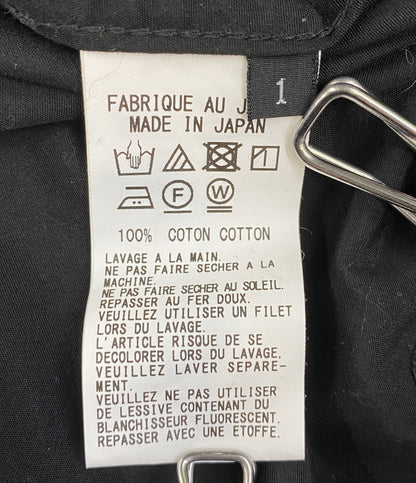 1
FABRIQUE AU
MADE IN JAPAN
F W
100% COTON COTTON
LAVAGE A LA MAIN.
NE PAS FAIRE SECHER A LA
MACHINE.
NE PAS FAIRE SECHER AU SOLEIL.
REPASSER AU FER DOUX.
VEUILLEZ UTILISER UN FILET
LORS DU LAVAGE.
L'ARTICLE RISQUE DE SE
DECOLORER LORS DU LAVAGE.
VEUILLEZ LAVER SEPARE-
MENT.
VEUILLEZ NE PAS UTILISER
DE LESSIVE CONTENANT DU
BLANCHISSEUR FLUORESCENT.
REPASSER AVEC UNE ETOFFE.